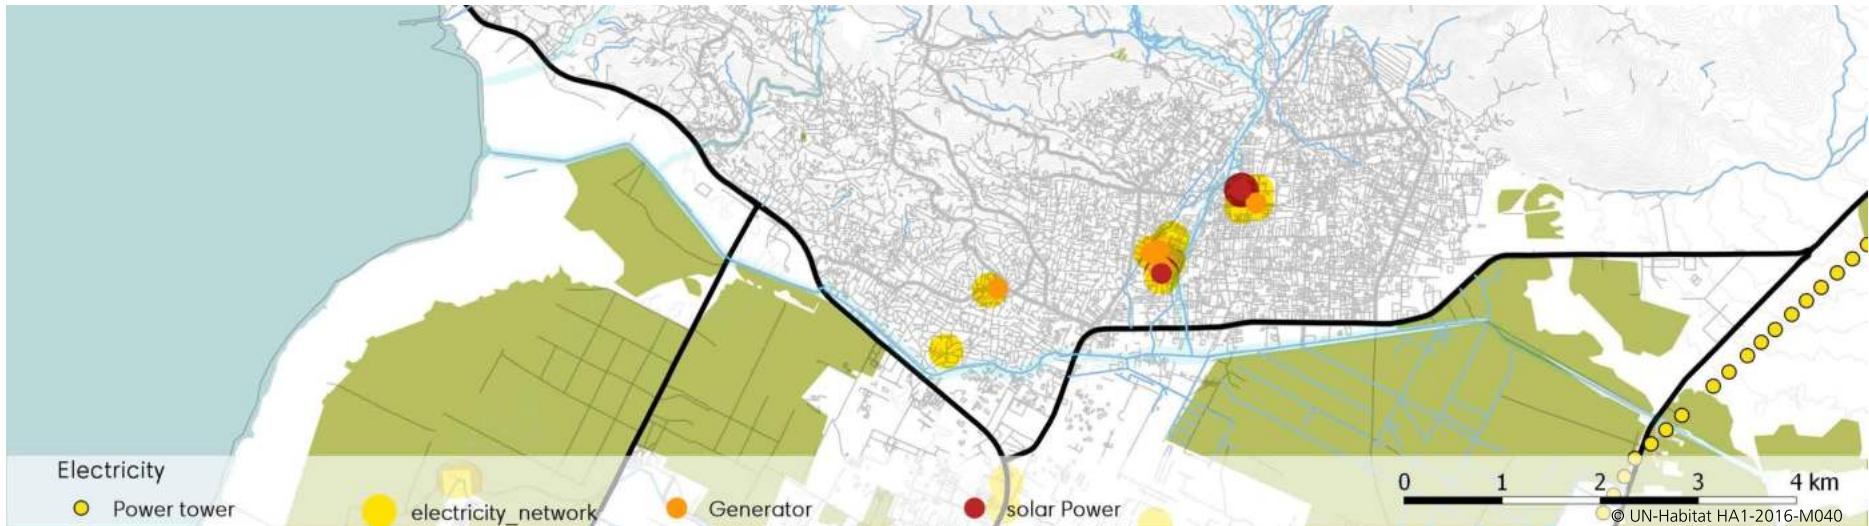 Electricity
Power tower
electricity_network
Generator
solar Power
0 1 2 3 4 km
© UN-Habitat HA1-2016-M040